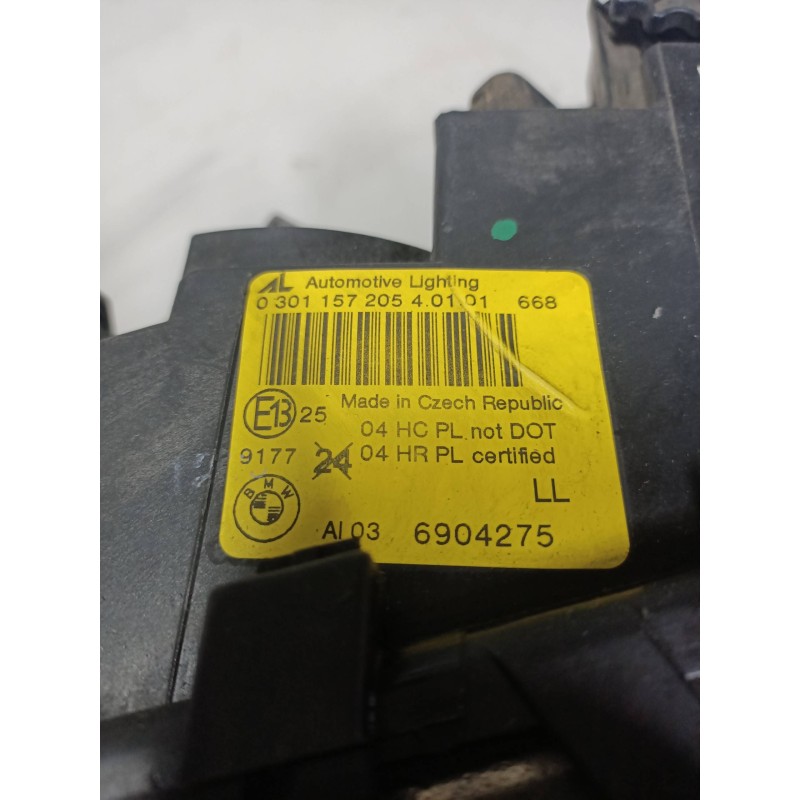 AL Automotive Lighting
0 301 157 205 4.01.01 668
Made in Czech Republic
E13 25
04 HC PL not DOT
9177 24 04 HR PL certified
BMW
LL
AI 03 6904275